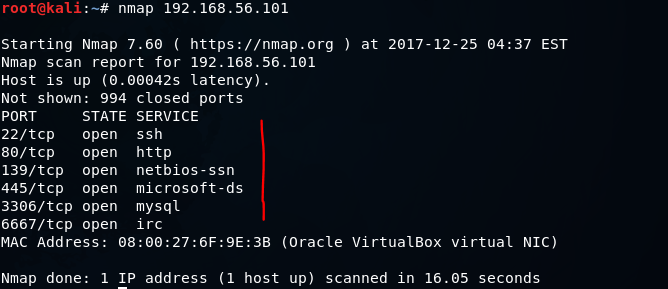 root@kali:~# nmap 192.168.56.101
Starting Nmap 7.60 ( https://nmap.org ) at 2017-12-25 04:37 EST
Nmap scan report for 192.168.56.101
Host is up (0.00042s latency).
Not shown: 994 closed ports
PORT     STATE SERVICE
22/tcp   open  ssh
80/tcp   open  http
139/tcp  open  netbios-ssn
445/tcp  open  microsoft-ds
3306/tcp open  mysql
6667/tcp open  irc
MAC Address: 08:00:27:6F:9E:3B (Oracle VirtualBox virtual NIC)
Nmap done: 1 IP address (1 host up) scanned in 16.05 seconds